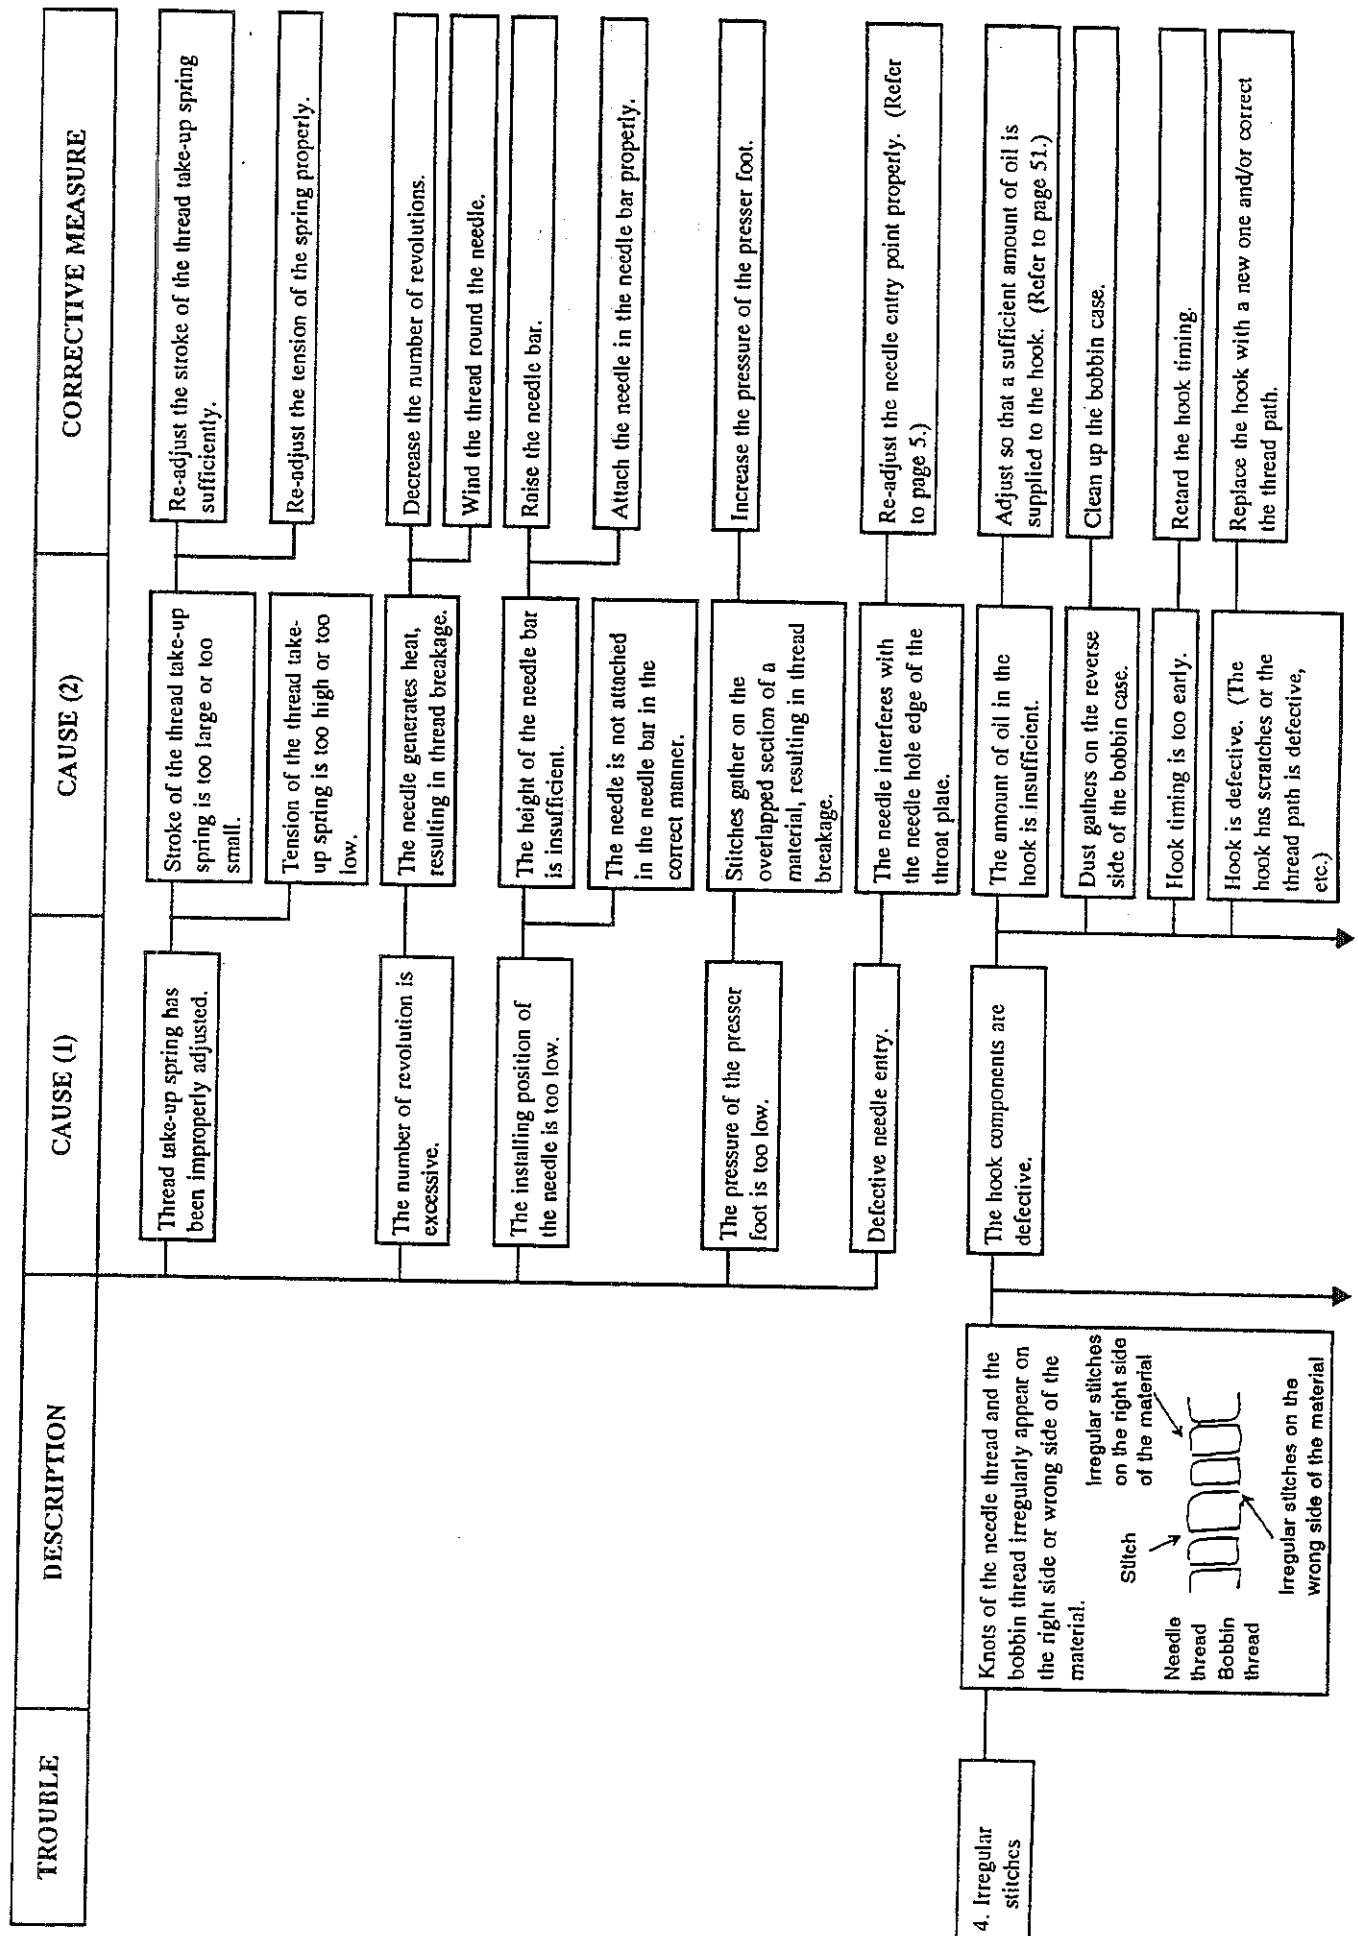 TROUBLE
DESCRIPTION
CAUSE (1)
CAUSE (2)
CORRECTIVE MEASURE
Thread take-up spring has
been improperly adjusted.
Stroke of the thread take-up
spring is too large or too
small.
Re-adjust the stroke of the thread take-up spring
sufficiently.
Tension of the thread take-
up spring is too high or too
low.
Re-adjust the tension of the spring properly.
The number of revolution is
excessive.
The needle generates heat,
resulting in thread breakage.
Decrease the number of revolutions.
Wind the thread round the needle.
The installing position of
the needle is too low.
The height of the needle bar
is insufficient.
Raise the needle bar.
The needle is not attached
in the needle bar in the
correct manner.
Attach the needle in the needle bar properly.
The pressure of the presser
foot is too low.
Stitches gather on the
overlapped section of a
material, resulting in thread
breakage.
Increase the pressure of the presser foot.
Defective needle entry.
The needle interferes with
the needle hole edge of the
throat plate.
Re-adjust the needle entry point properly. (Refer
to page 5.)
4. Irregular
stitches
Knots of the needle thread and the
bobbin thread irregularly appear on
the right side or wrong side of the
material.
Stitch
Irregular stitches
on the right side
of the material
Needle
thread
Bobbin
thread
Irregular stitches on the
wrong side of the material
The hook components are
defective.
The amount of oil in the
hook is insufficient.
Adjust so that a sufficient amount of oil is
supplied to the hook. (Refer to page 51.)
Dust gathers on the reverse
side of the bobbin case.
Clean up the bobbin case.
Hook timing is too early.
Retard the hook timing.
Hook is defective. (The
hook has scratches or the
thread path is defective,
etc.)
Replace the hook with a new one and/or correct
the thread path.